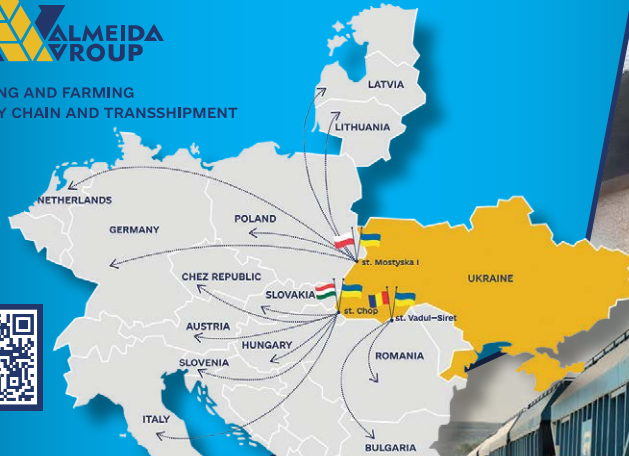 ALMEIDA
VROUP
NG AND FARMING
Y CHAIN AND TRANSSHIPMENT
LATVIA
LITHUANIA
NETHERLANDS
GERMANY
POLAND
st. Mostyska I
UKRAINE
CHEZ REPUBLIC
SLOVAKIA
st. Chop
st. Vadul-Siret
AUSTRIA
HUNGARY
ROMANIA
SLOVENIA
ITALY
BULGARIA